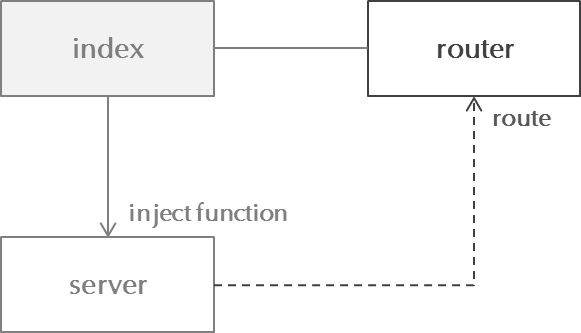 index
router
route
inject function
server